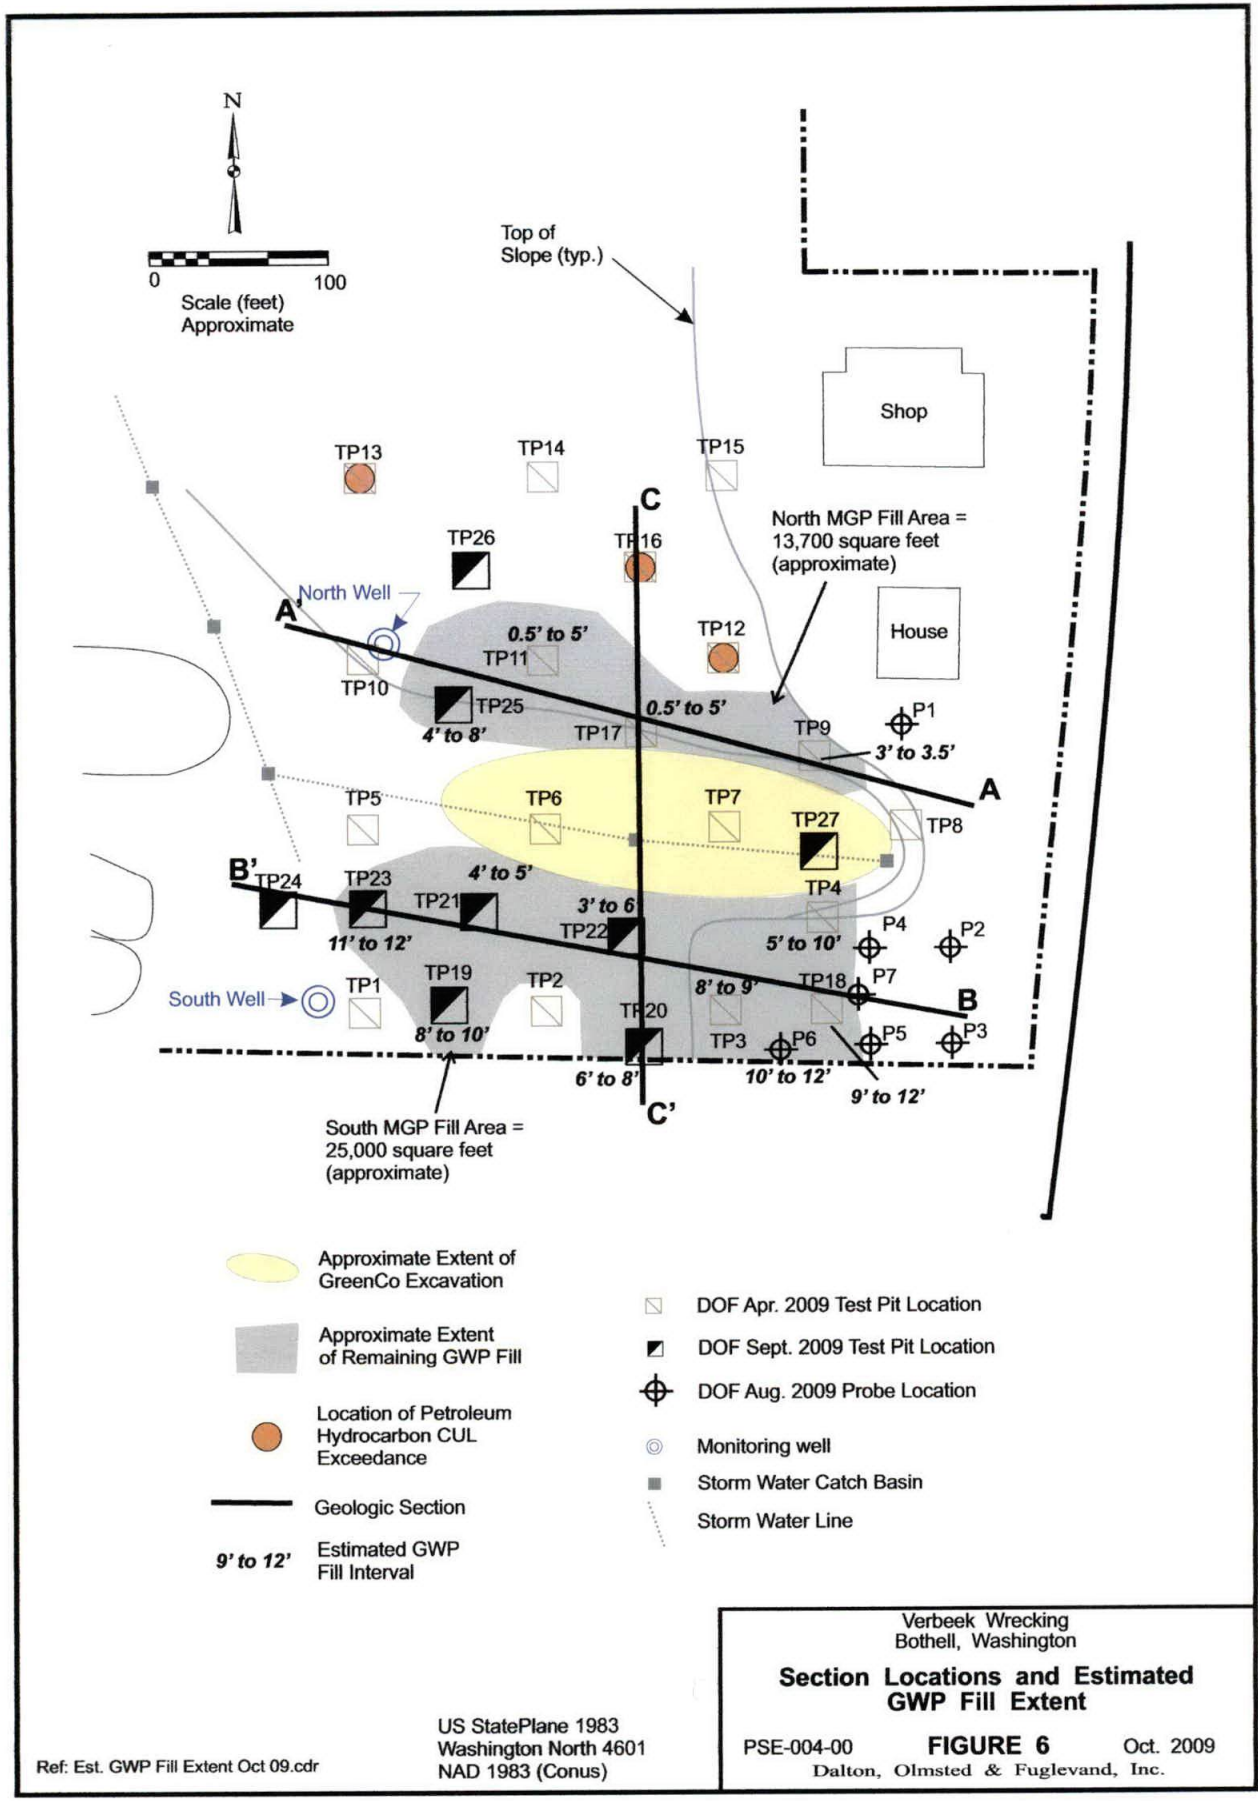 N
0 100
Scale (feet)
Approximate
Top of
Slope (typ.)
Shop
TP13
TP14
TP15
C
North MGP Fill Area =
13,700 square feet
(approximate)
TP26
TP16
North Well
A'
House
0.5' to 5'
TP11
TP12
TP10
TP25
4' to 8'
0.5' to 5'
TP17
TP9
P1
3' to 3.5'
A
TP5
TP6
TP7
TP27
TP8
B'
TP24
TP23
4' to 5'
TP21
3' to 6'
TP22
TP4
11' to 12'
5' to 10'
P4
P2
South Well
TP1
TP19
TP2
8' to 9'
TP18
P7
B
8' to 10'
TP20
TP3
P6
P5
P3
6' to 8'
10' to 12'
9' to 12'
C'
South MGP Fill Area =
25,000 square feet
(approximate)
Approximate Extent of
GreenCo Excavation
Approximate Extent
of Remaining GWP Fill
Location of Petroleum
Hydrocarbon CUL
Exceedance
Geologic Section
9' to 12'
Estimated GWP
Fill Interval
DOF Apr. 2009 Test Pit Location
DOF Sept. 2009 Test Pit Location
DOF Aug. 2009 Probe Location
Monitoring well
Storm Water Catch Basin
Storm Water Line
Ref: Est. GWP Fill Extent Oct 09.cdr
US StatePlane 1983
Washington North 4601
NAD 1983 (Conus)
Verbeek Wrecking
Bothell, Washington
Section Locations and Estimated
GWP Fill Extent
PSE-004-00 FIGURE 6 Oct. 2009
Dalton, Olmsted & Fuglevand, Inc.